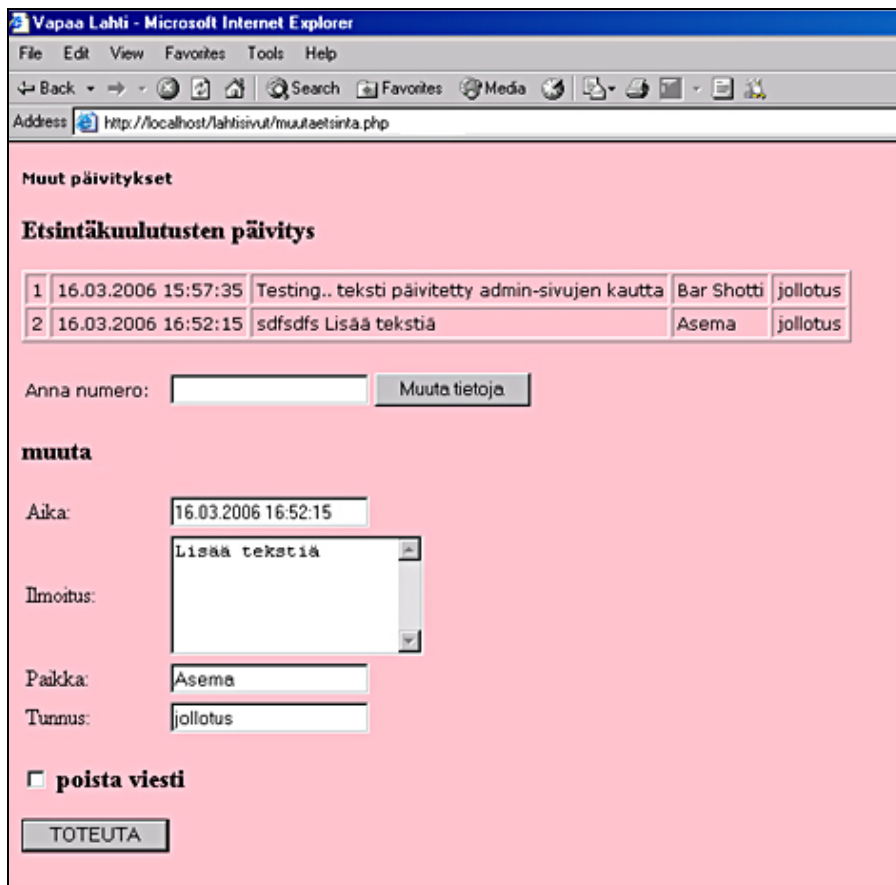 Vapaa Lahti - Microsoft Internet Explorer
File Edit View Favorites Tools Help
Back Search Favorites Media
Address http://localhost/lahtisivut/muutaetsinta.php
Muut päivitykset
Etsintäkuulutusten päivitys
1 16.03.2006 15:57:35 Testing.. teksti päivitetty admin-sivujen kautta Bar Shotti jollotus
2 16.03.2006 16:52:15 sdfsdfs Lisää tekstiä Asema jollotus
Anna numero: Muuta tietoja
muuta
Aika: 16.03.2006 16:52:15
Ilmoitus: Lisää tekstiä
Paikka: Asema
Tunnus: jollotus
poista viesti
TOTEUTA